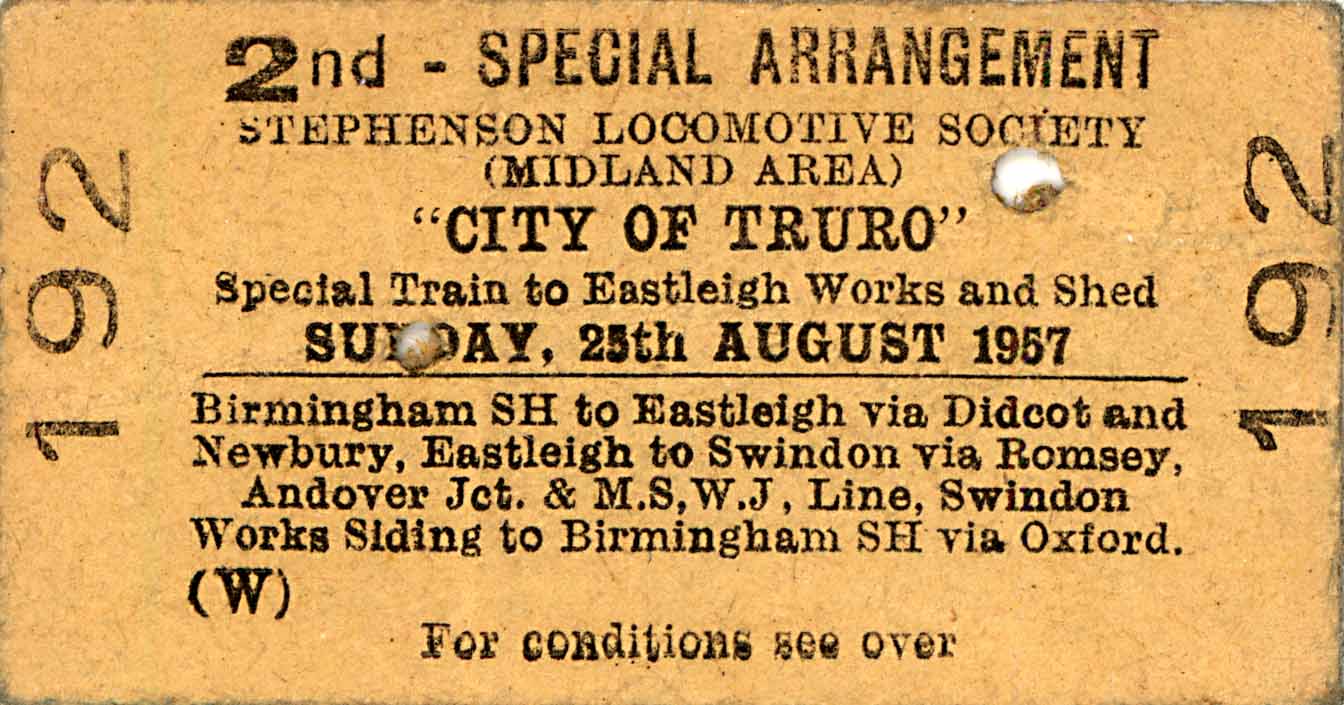 2nd - SPECIAL ARRANGEMENT
STEPHENSON LOCOMOTIVE SOCIETY
(MIDLAND AREA)
"CITY OF TRURO"
Special Train to Eastleigh Works and Shed
SUNDAY, 25th AUGUST 1957
Birmingham SH to Eastleigh via Didcot and
Newbury, Eastleigh to Swindon via Romsey,
Andover Jct. & M.S,W.J, Line, Swindon
Works Siding to Birmingham SH via Oxford.
(W)
For conditions see over
192
192